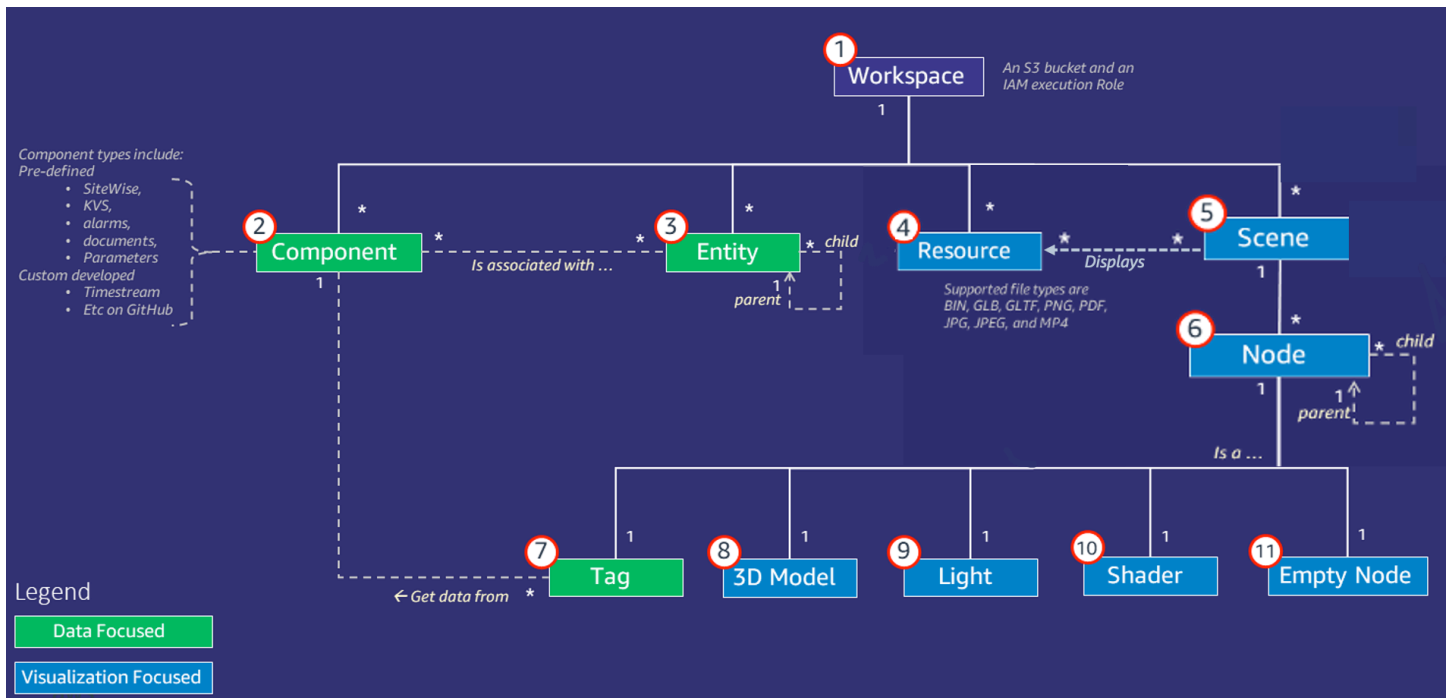 1
Workspace
An S3 bucket and an
IAM execution Role
1
Component types include:
Pre-defined
• SiteWise,
• KVS,
• alarms,
• documents,
• Parameters
Custom developed
• Timestream
• Etc on GitHub
*
*
*
*
2
Component
1
*
Is associated with ...
*
3
Entity
* child
1
parent
4
Resource
*
Displays
*
Supported file types are
BIN, GLB, GLTF, PNG, PDF,
JPG, JPEG, and MP4
5
Scene
1
*
6
Node
* child
1
1
parent
Is a ...
1
1
1
1
1
7
Tag
8
3D Model
9
Light
10
Shader
11
Empty Node
← Get data from *
Legend
Data Focused
Visualization Focused